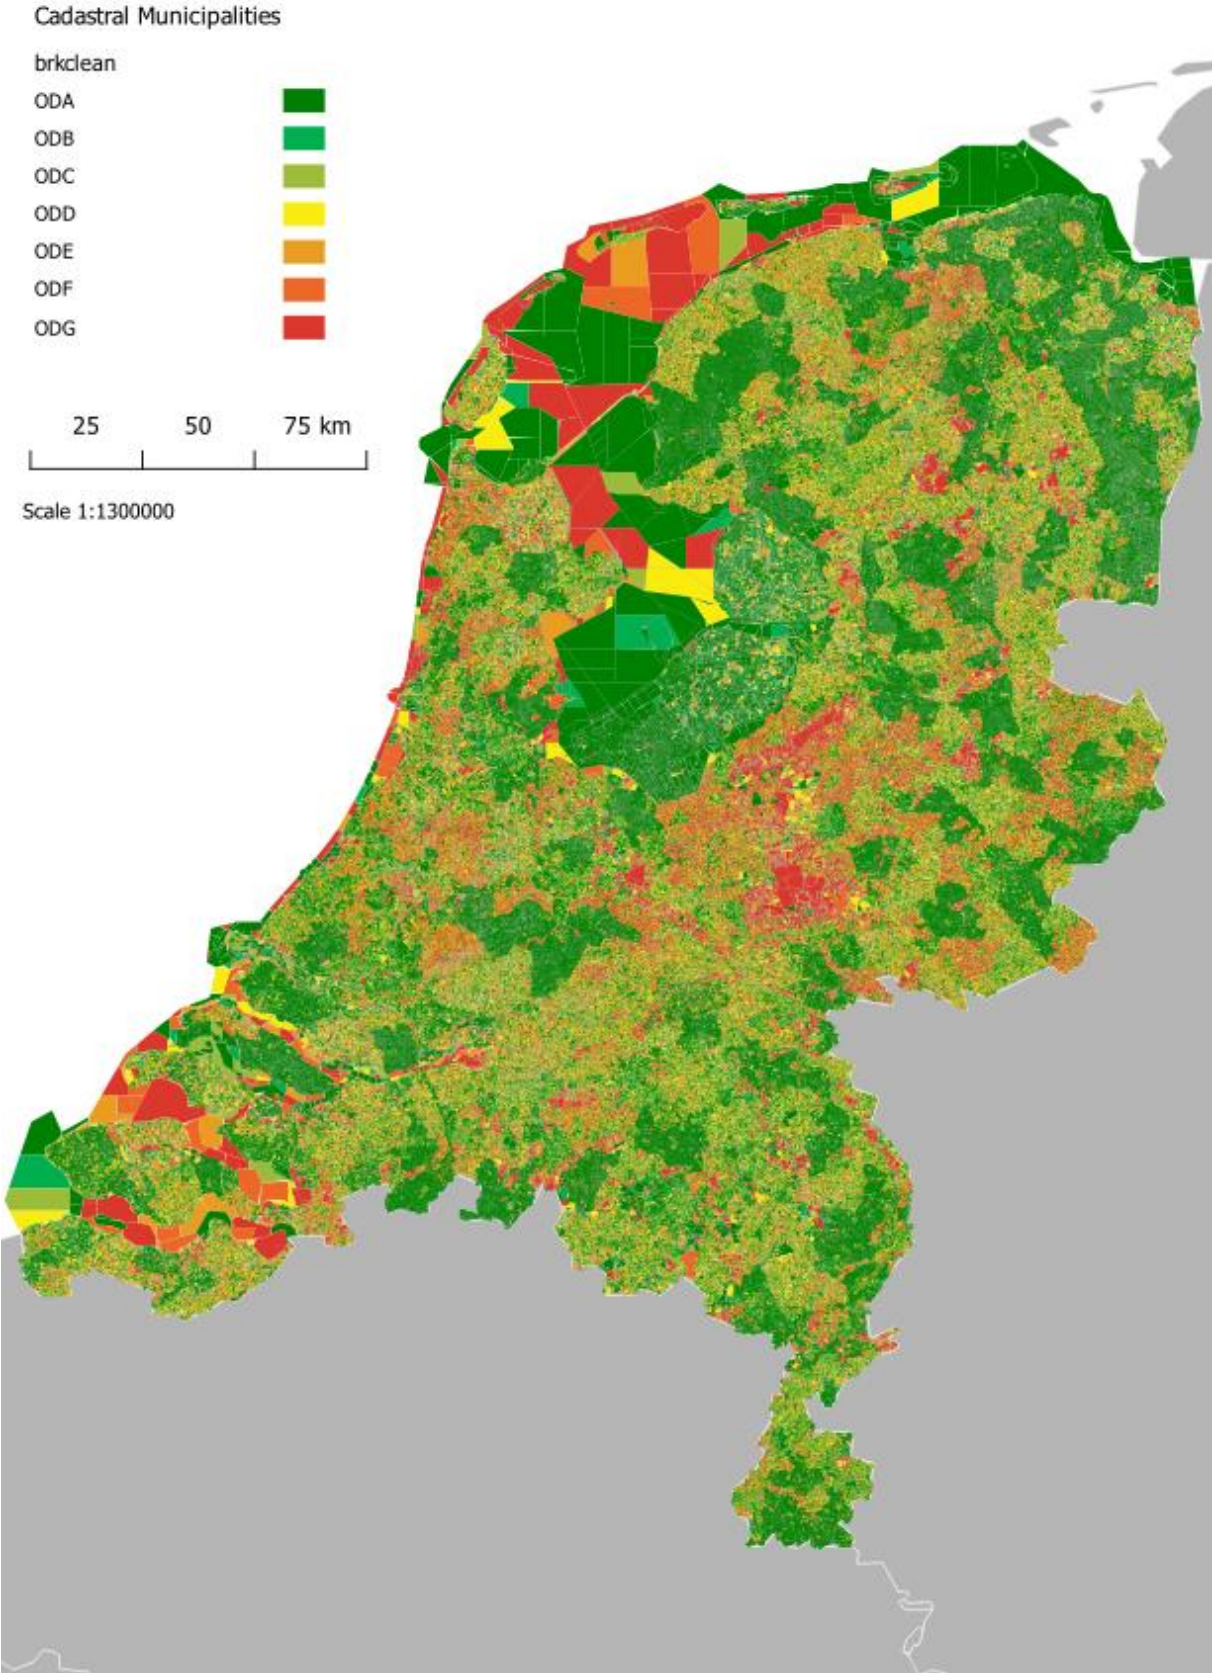 Cadastral Municipalities
brkclean
ODA
ODB
ODC
ODD
ODE
ODF
ODG
25 50 75 km
Scale 1:1300000